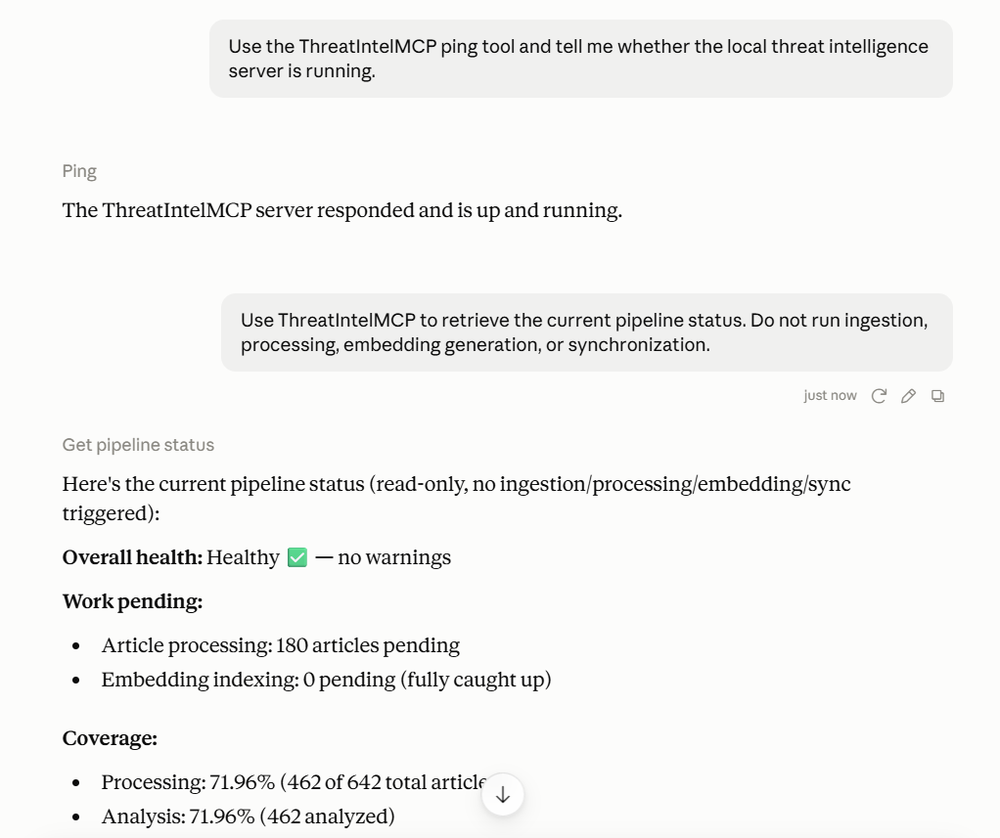 Use the ThreatIntelMCP ping tool and tell me whether the local threat intelligence
server is running.
Ping
The ThreatIntelMCP server responded and is up and running.
Use ThreatIntelMCP to retrieve the current pipeline status. Do not run ingestion,
processing, embedding generation, or synchronization.
just now
Get pipeline status
Here's the current pipeline status (read-only, no ingestion/processing/embedding/sync
triggered):
Overall health: Healthy ✅ — no warnings
Work pending:
• Article processing: 180 articles pending
• Embedding indexing: 0 pending (fully caught up)
Coverage:
• Processing: 71.96% (462 of 642 total
• Analysis: 71.96% (462 analyzed)